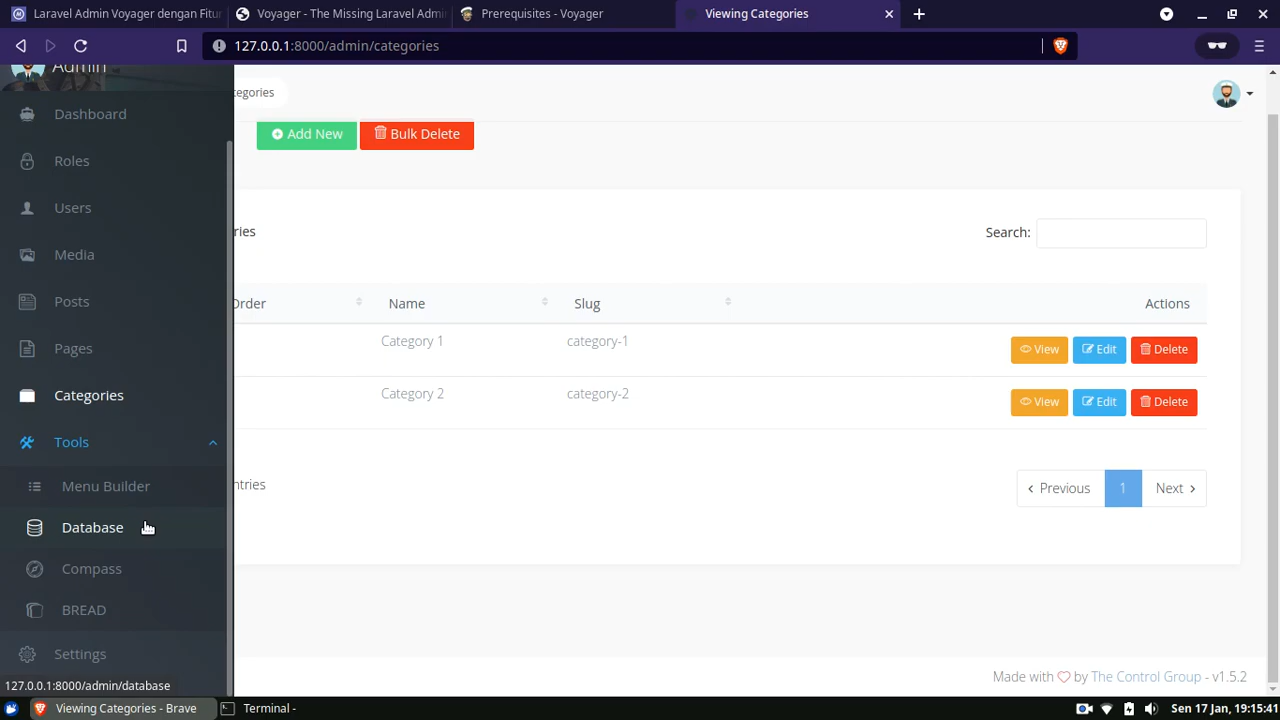 Laravel Admin Voyager dengan Fitur
Voyager - The Missing Laravel Admin
Prerequisites - Voyager
Viewing Categories
127.0.0.1:8000/admin/categories
Admin
Dashboard
Roles
Users
Media
Posts
Pages
Categories
Tools
Menu Builder
Database
Compass
BREAD
Settings
127.0.0.1:8000/admin/database
tegories
Add New
Bulk Delete
ries
Search:
Order
Name
Slug
Actions
Category 1
category-1
View
Edit
Delete
Category 2
category-2
View
Edit
Delete
ntries
Previous
1
Next
Made with by The Control Group - v1.5.2
Viewing Categories - Brave
Terminal -
Sen 17 Jan, 19:15:41